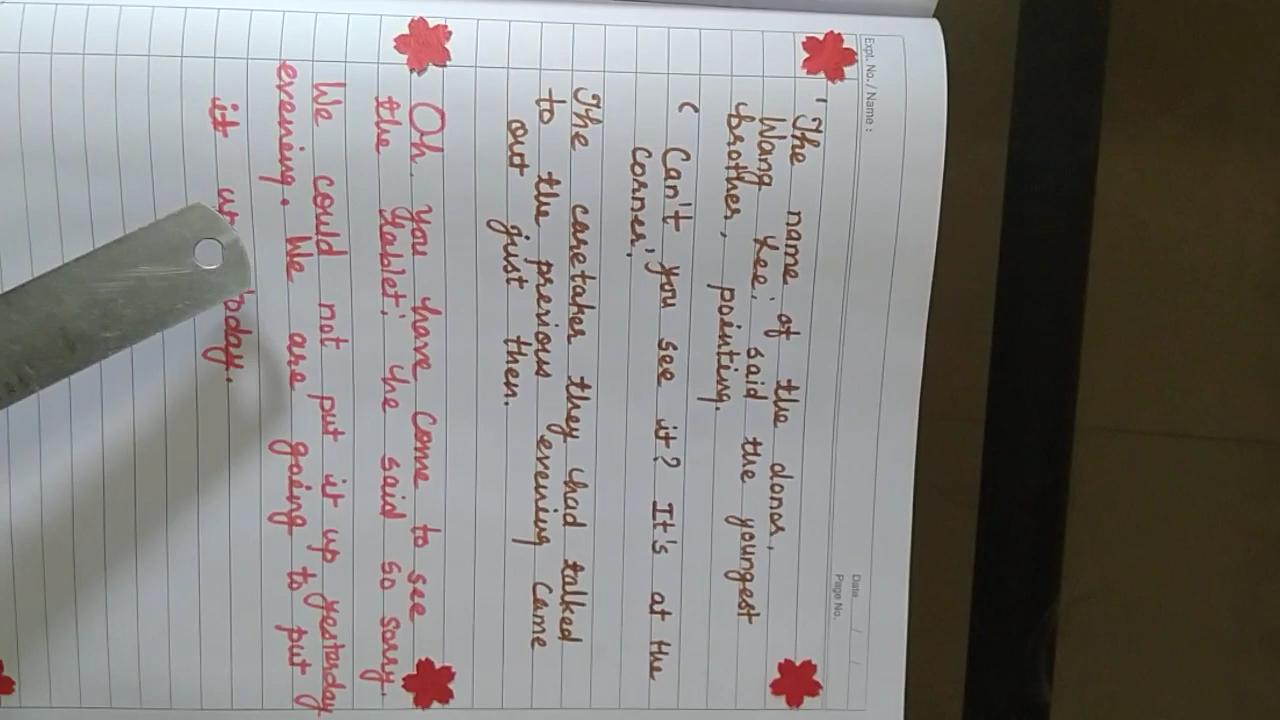 Expt. No. / Name :
Date / /
Page No.
'The name of the donor,
Wang Lee,' said the youngest
brother, pointing.
( Can't you see it? It's at the
corner'.
The caretaker they had talked
to the previous evening came
out just then.
Oh. you have come to see
the tablet', he said so sorry.
We could not put it up yesterday
evening. We are going to put
it